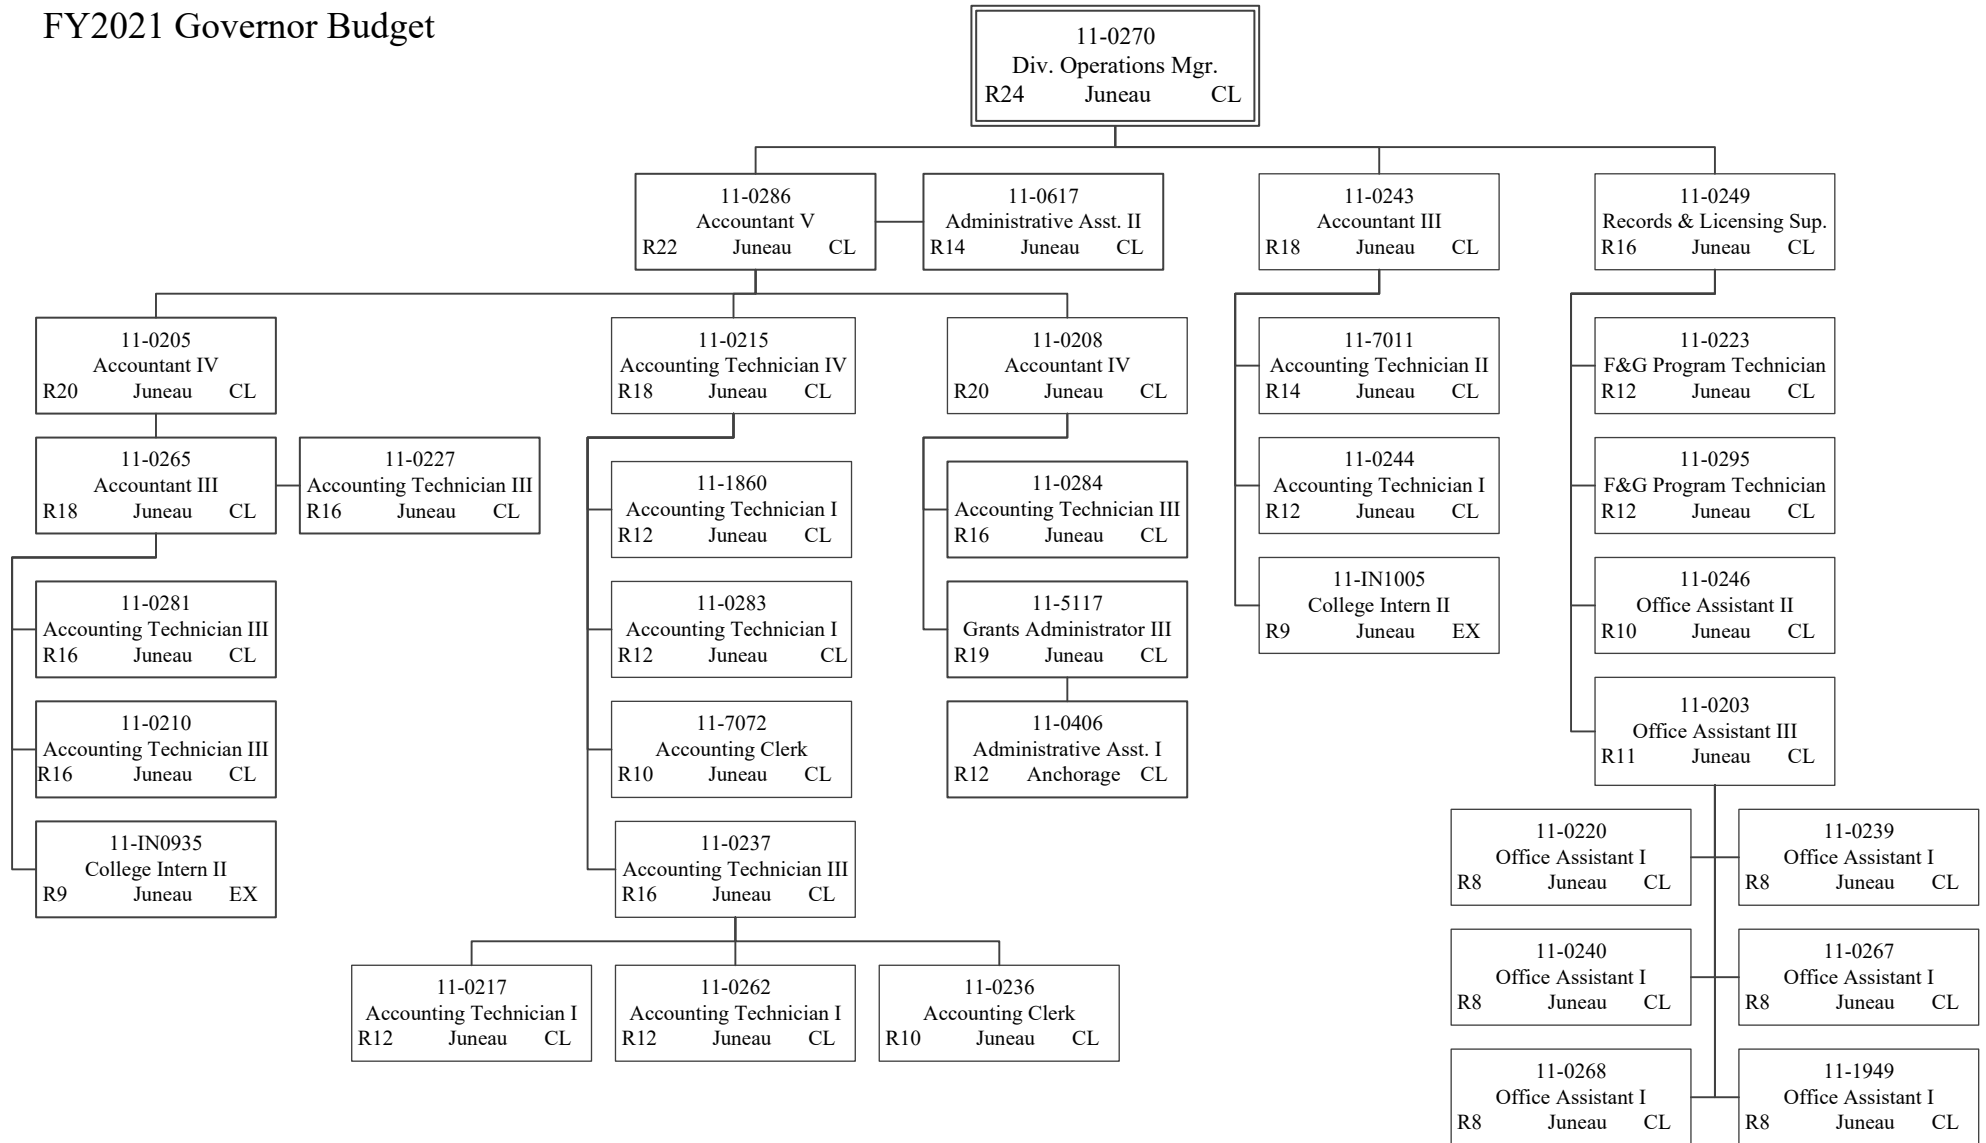 FY2021 Governor Budget
11-0270
Div. Operations Mgr.
R24 Juneau CL
11-0286
Accountant V
R22 Juneau CL
11-0617
Administrative Asst. II
R14 Juneau CL
11-0243
Accountant III
R18 Juneau CL
11-0249
Records & Licensing Sup.
R16 Juneau CL
11-0205
Accountant IV
R20 Juneau CL
11-0215
Accounting Technician IV
R18 Juneau CL
11-0208
Accountant IV
R20 Juneau CL
11-7011
Accounting Technician II
R14 Juneau CL
11-0223
F&G Program Technician
R12 Juneau CL
11-0265
Accountant III
R18 Juneau CL
11-0227
Accounting Technician III
R16 Juneau CL
11-1860
Accounting Technician I
R12 Juneau CL
11-0284
Accounting Technician III
R16 Juneau CL
11-0244
Accounting Technician I
R12 Juneau CL
11-0295
F&G Program Technician
R12 Juneau CL
11-0281
Accounting Technician III
R16 Juneau CL
11-0283
Accounting Technician I
R12 Juneau CL
11-5117
Grants Administrator III
R19 Juneau CL
11-IN1005
College Intern II
R9 Juneau EX
11-0246
Office Assistant II
R10 Juneau CL
11-0210
Accounting Technician III
R16 Juneau CL
11-7072
Accounting Clerk
R10 Juneau CL
11-0406
Administrative Asst. I
R12 Anchorage CL
11-0203
Office Assistant III
R11 Juneau CL
11-IN0935
College Intern II
R9 Juneau EX
11-0237
Accounting Technician III
R16 Juneau CL
11-0220
Office Assistant I
R8 Juneau CL
11-0239
Office Assistant I
R8 Juneau CL
11-0217
Accounting Technician I
R12 Juneau CL
11-0262
Accounting Technician I
R12 Juneau CL
11-0236
Accounting Clerk
R10 Juneau CL
11-0240
Office Assistant I
R8 Juneau CL
11-0267
Office Assistant I
R8 Juneau CL
11-0268
Office Assistant I
R8 Juneau CL
11-1949
Office Assistant I
R8 Juneau CL